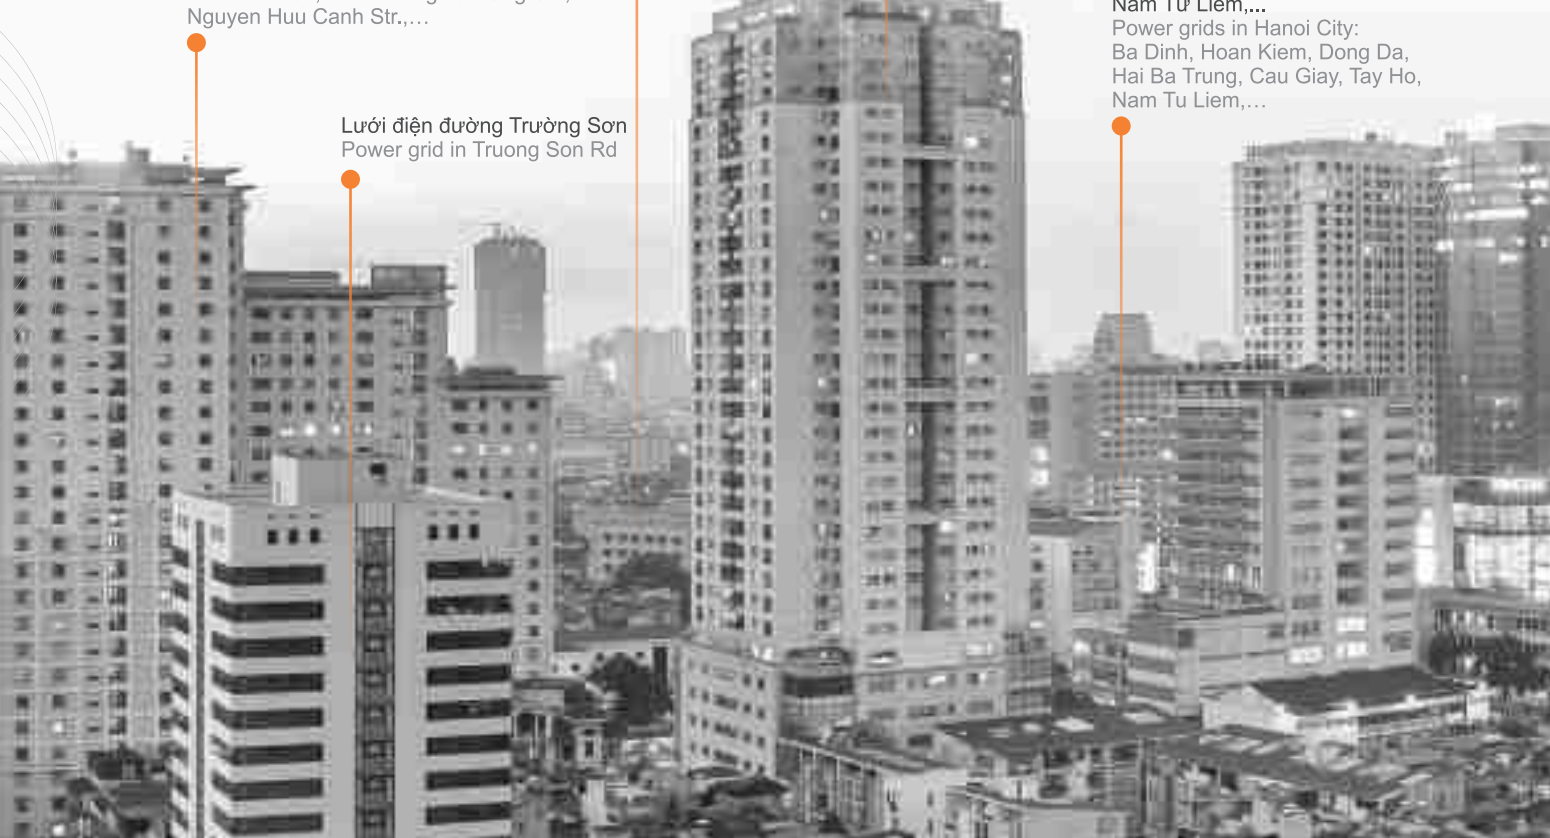 Nguyen Huu Canh Str.,…
Lưới điện đường Trường Sơn
Power grid in Truong Son Rd
Nam Từ Liêm,...
Power grids in Hanoi City:
Ba Dinh, Hoan Kiem, Dong Da,
Hai Ba Trung, Cau Giay, Tay Ho,
Nam Tu Liem,…